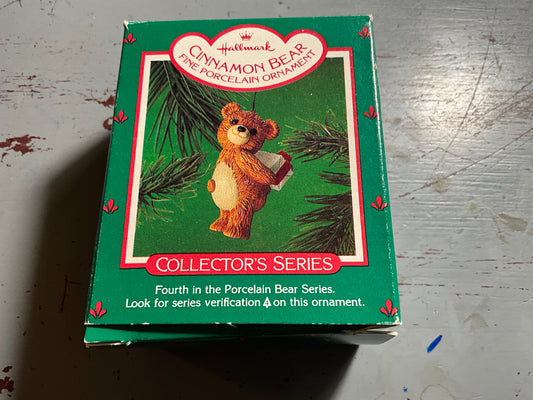 Hallmark
CINNAMON BEAR
FINE PORCELAIN ORNAMENT
COLLECTOR'S SERIES
Fourth in the Porcelain Bear Series.
Look for series verification on this ornament.